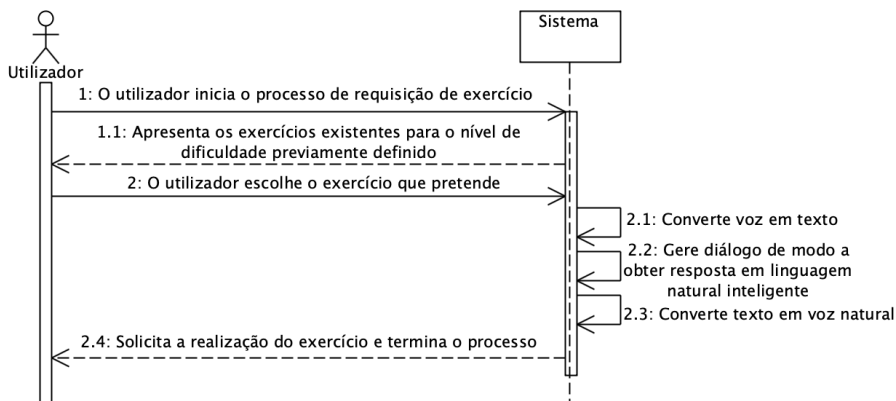 Sistema
Utilizador
1: O utilizador inicia o processo de requisição de exercício
1.1: Apresenta os exercícios existentes para o nível de
dificuldade previamente definido
2: O utilizador escolhe o exercício que pretende
2.1: Converte voz em texto
2.2: Gere diálogo de modo a
obter resposta em linguagem
natural inteligente
2.3: Converte texto em voz natural
2.4: Solicita a realização do exercício e termina o processo